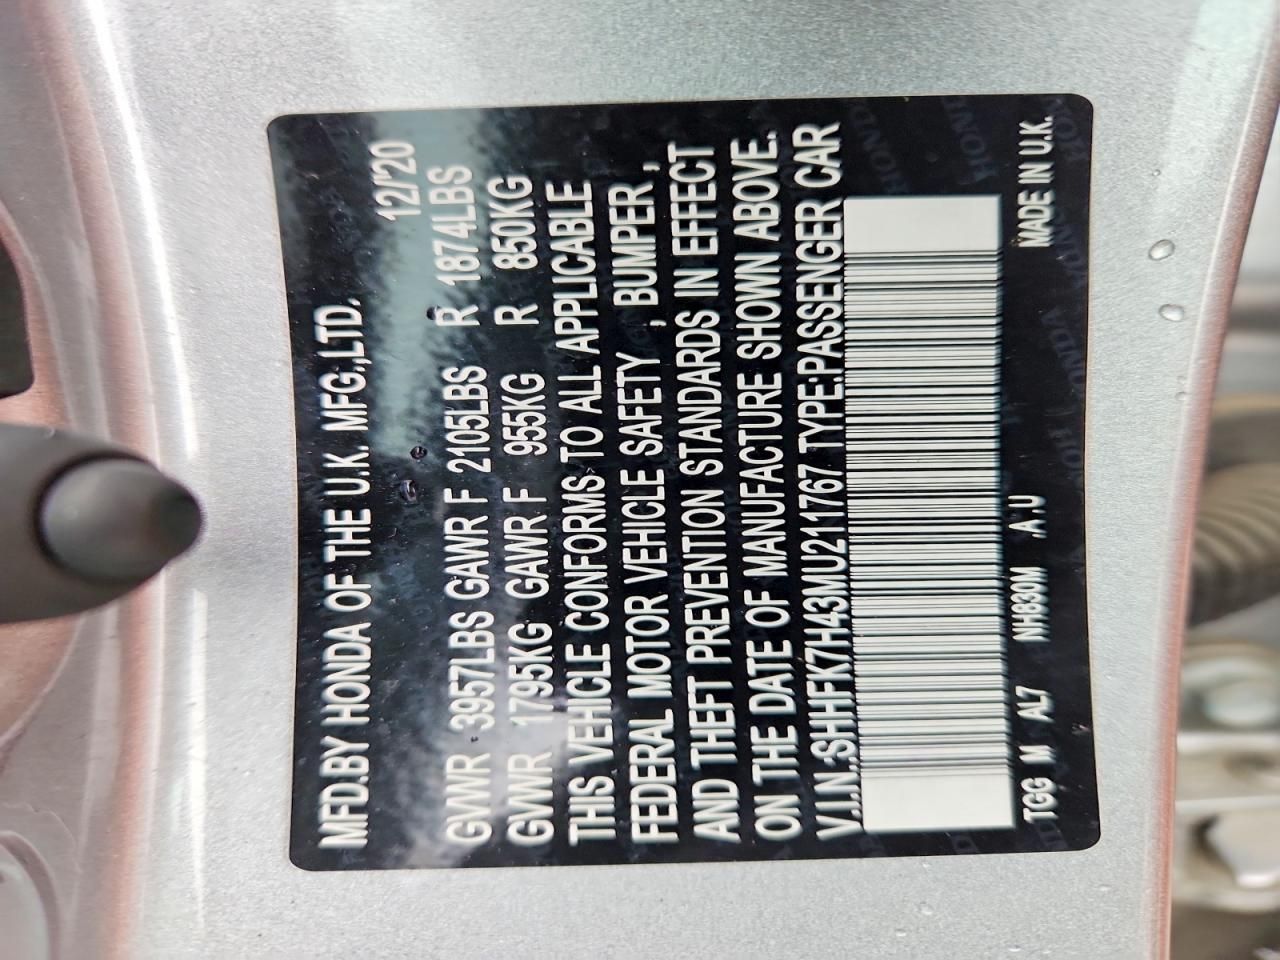 MFD.BY HONDA OF THE U.K. MFG.,LTD.
12/'20
GVWR 3957LBS GAWR F 2105LBS R 1874LBS
GVWR 1795KG GAWR F 955KG R 850KG
THIS VEHICLE CONFORMS TO ALL APPLICABLE
FEDERAL MOTOR VEHICLE SAFETY , BUMPER ,
AND THEFT PREVENTION STANDARDS IN EFFECT
ON THE DATE OF MANUFACTURE SHOWN ABOVE.
V.I.N.:SHHFK7H43MU211767 TYPE:PASSENGER CAR
TGG M AL7 NH830M .A.U MADE IN U.K.